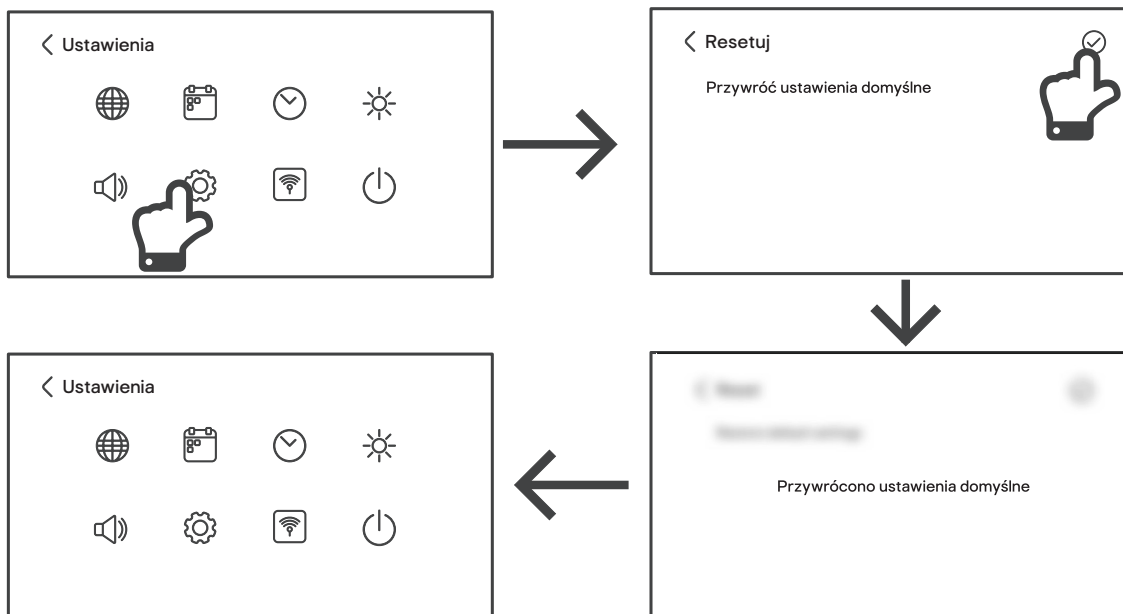 Ustawienia
Resetuj
Przywróć ustawienia domyślne
Przywrócono ustawienia domyślne
Ustawienia